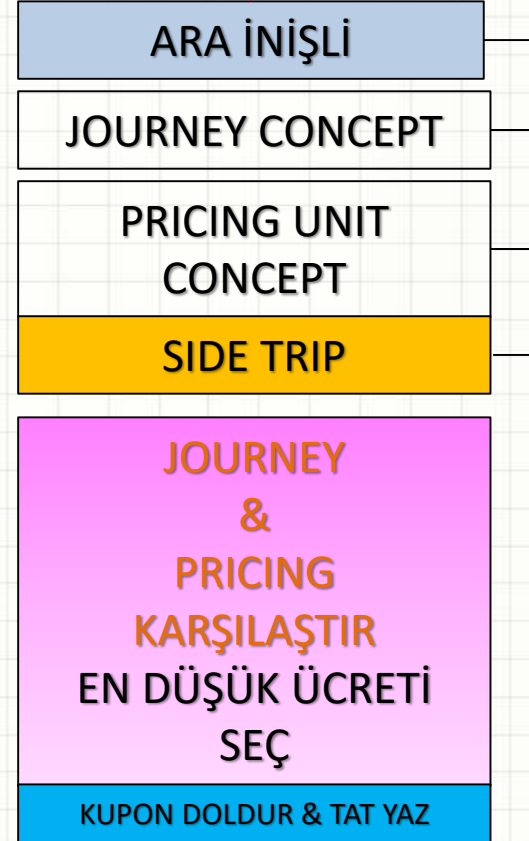 ARA İNİŞLİ
JOURNEY CONCEPT
PRICING UNIT
CONCEPT
SIDE TRIP
JOURNEY
&
PRICING
KARŞILAŞTIR
EN DÜŞÜK ÜCRETİ
SEÇ
KUPON DOLDUR & TAT YAZ